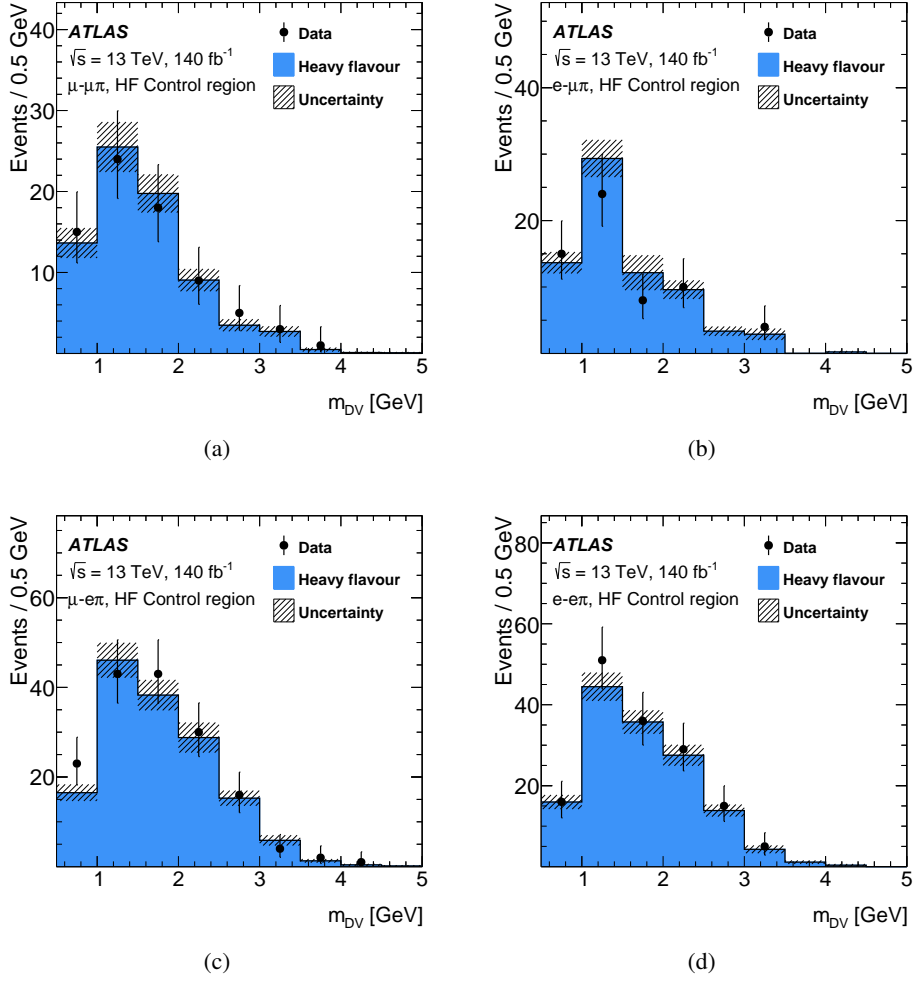 Events / 0.5 GeV
40
30
20
10
ATLAS
√s = 13 TeV, 140 fb⁻¹
μ-μπ, HF Control region
Data
Heavy flavour
Uncertainty
1 2 3 4 5
m_DV [GeV]
(a)
Events / 0.5 GeV
40
20
ATLAS
√s = 13 TeV, 140 fb⁻¹
e-μπ, HF Control region
Data
Heavy flavour
Uncertainty
1 2 3 4 5
m_DV [GeV]
(b)
Events / 0.5 GeV
60
40
20
ATLAS
√s = 13 TeV, 140 fb⁻¹
μ-eπ, HF Control region
Data
Heavy flavour
Uncertainty
1 2 3 4 5
m_DV [GeV]
(c)
Events / 0.5 GeV
80
60
40
20
ATLAS
√s = 13 TeV, 140 fb⁻¹
e-eπ, HF Control region
Data
Heavy flavour
Uncertainty
1 2 3 4 5
m_DV [GeV]
(d)